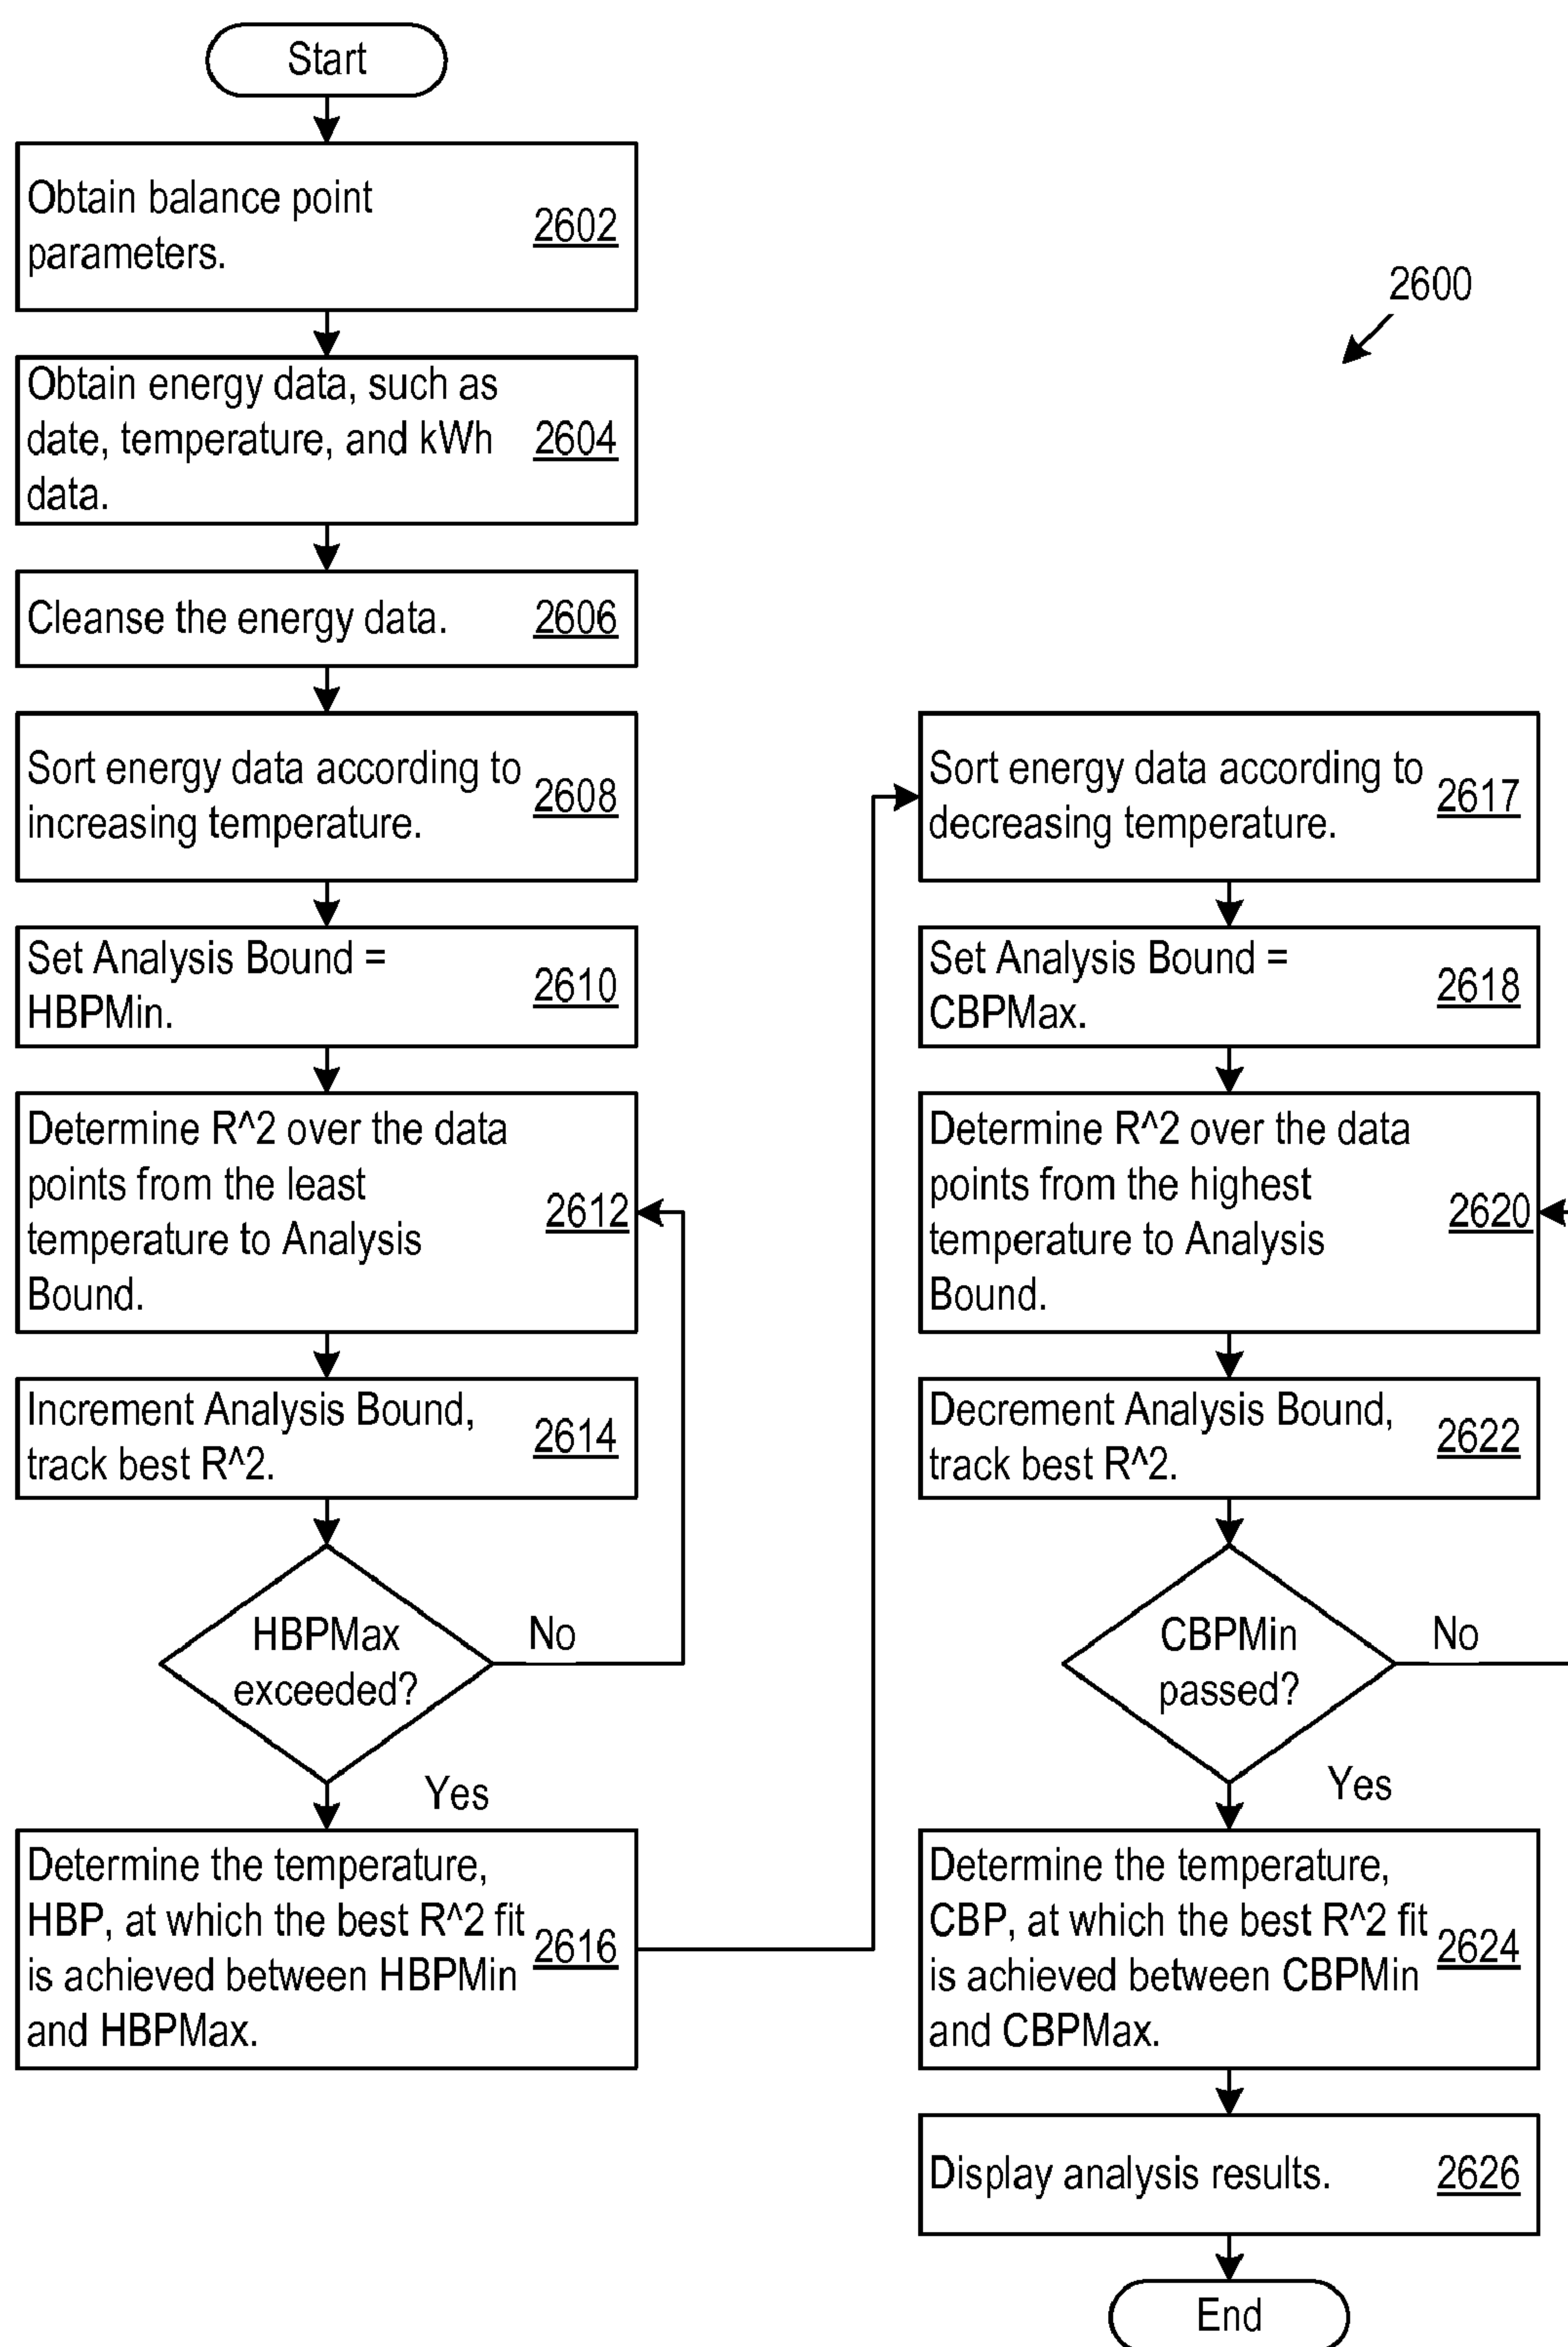 Start
Obtain balance point
parameters.
2602
Obtain energy data, such as
date, temperature, and kWh
data.
2604
Cleanse the energy data.
2606
Sort energy data according to
increasing temperature.
2608
Set Analysis Bound =
HBPMin.
2610
Determine R^2 over the data
points from the least
temperature to Analysis
Bound.
2612
Increment Analysis Bound,
track best R^2.
2614
HBPMax
exceeded?
No
Yes
Determine the temperature,
HBP, at which the best R^2 fit
is achieved between HBPMin
and HBPMax.
2616
2600
Sort energy data according to
decreasing temperature.
2617
Set Analysis Bound =
CBPMax.
2618
Determine R^2 over the data
points from the highest
temperature to Analysis
Bound.
2620
Decrement Analysis Bound,
track best R^2.
2622
CBPMin
passed?
No
Yes
Determine the temperature,
CBP, at which the best R^2 fit
is achieved between CBPMin
and CBPMax.
2624
Display analysis results.
2626
End